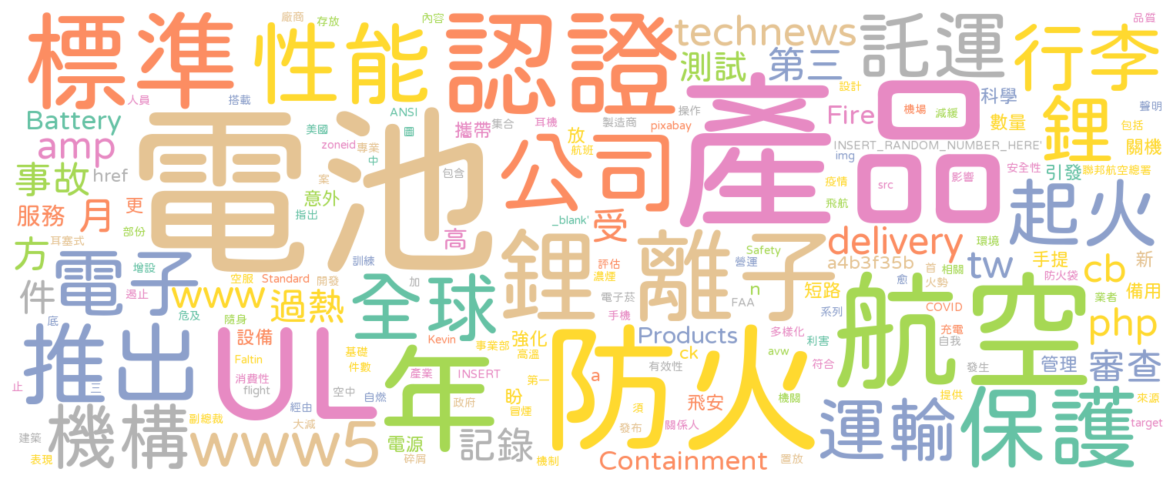 標準
性能
認證
technews
託運
行李
廠商
存放
內容
品質
人員
搭載
測試
第三
設計
科學
聲明
Battery
amp
美國
ANSI
圖
zoneid
專業
中
攜帶
集合
製造商
耳機
放
航班
pixabay
操作
產品
機場
減緩
Fire
數量
鋰
包括
關機
INSERT_RANDOM_NUMBER_HERE'
img
安全性
引發
聯邦航空總署
電池
公司
事故
href
案
意外
包含
疫情
src
影響
飛航
服務
月
更
部份
指出
_blank'
受
高
起火
方
耳塞式
電子
增設
空服
Standard
開發
訓練
加
鋰離子
評估
濃煙
電子菸
手機
Safety
營運
FAA
n
delivery
a4b3f35b
短路
系列
愈
首
火勢
相關
環境
tw
手提
防火袋
cb
新
業者
備用
件
遏止
www
危及
隨身
過熱
全球
航空
COVID
充電
自我
php
底
推出
設備
UL
Faltin
消費性
flight
基礎
件數
空中
自燃
年
Kevin
事業部
強化
高溫
產業
INSERT
政府
第一
冒煙
盼
防火
Products
ck
a
有效性
多樣化
利害
avw
符合
發生
管理
審查
止
三
機構
www5
副總裁
經由
大減
電源
碎屑
記錄
機制
須
發布
飛安
關係人
機關
置放
運輸
提供
保護
來源
target
建築
表現
Containment